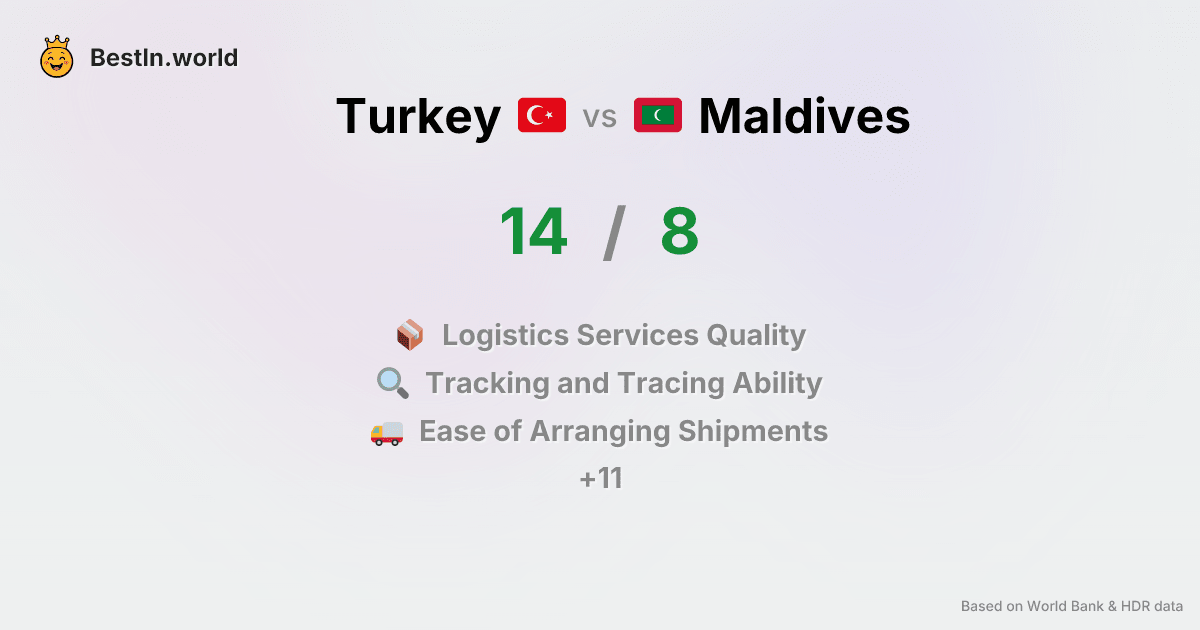 BestIn.world
Turkey vs Maldives
14 / 8
Logistics Services Quality
Tracking and Tracing Ability
Ease of Arranging Shipments
+11
Based on World Bank & HDR data